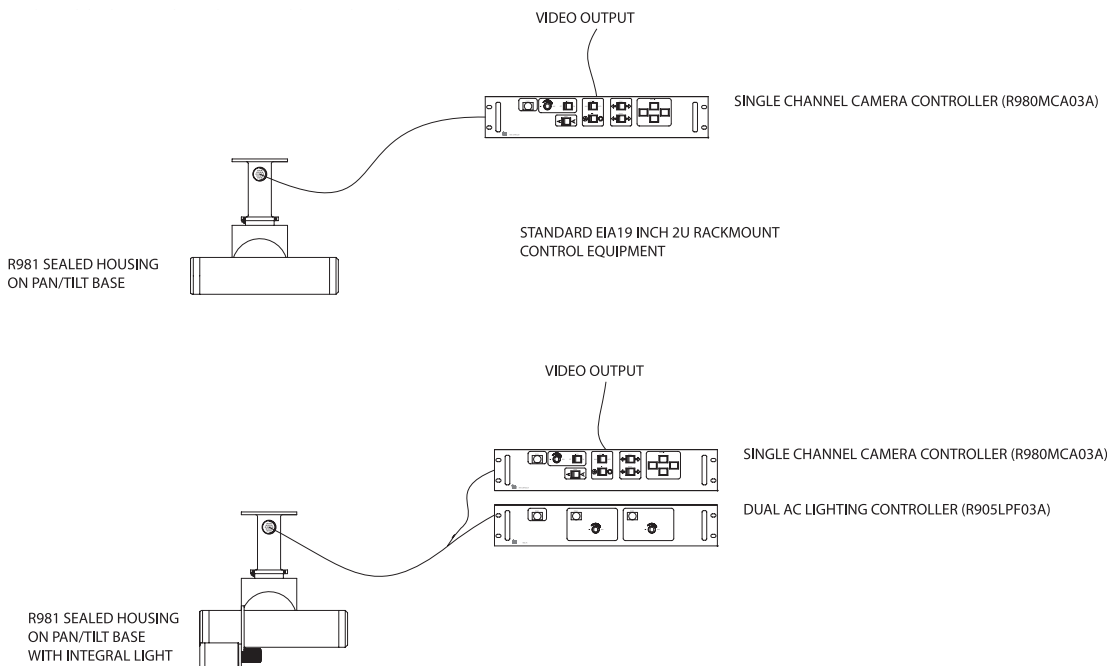 VIDEO OUTPUT
SINGLE CHANNEL CAMERA CONTROLLER (R980MCA03A)
STANDARD EIA19 INCH 2U RACKMOUNT
CONTROL EQUIPMENT
R981 SEALED HOUSING
ON PAN/TILT BASE
VIDEO OUTPUT
SINGLE CHANNEL CAMERA CONTROLLER (R980MCA03A)
DUAL AC LIGHTING CONTROLLER (R905LPF03A)
R981 SEALED HOUSING
ON PAN/TILT BASE
WITH INTEGRAL LIGHT